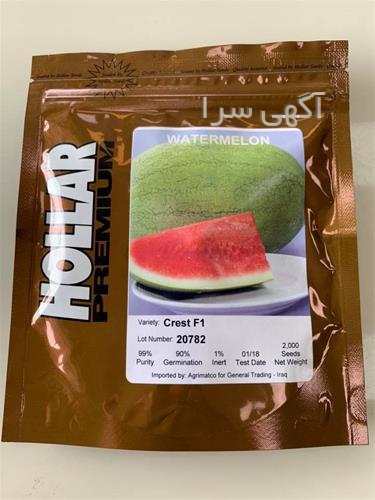 آگهی سرا
HOLLAR
PREMIUM
WATERMELON
Variety: Crest F1
Lot Number: 20782
99% 90% 1% 01/18 2,000 Seeds
Purity Germination Inert Test Date Net Weight
Imported by: Agrimatco for General Trading - Iraq